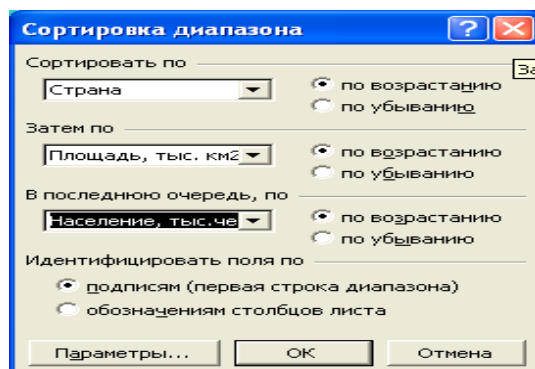 Сортировка диапазона
Сортировать по
За
Страна
по возрастанию
по убыванию
Затем по
Площадь, тыс. км2
по возрастанию
по убыванию
В последнюю очередь, по
Население, тыс.че
по возрастанию
по убыванию
Идентифицировать поля по
подписям (первая строка диапазона)
обозначениям столбцов листа
Параметры... ОК Отмена